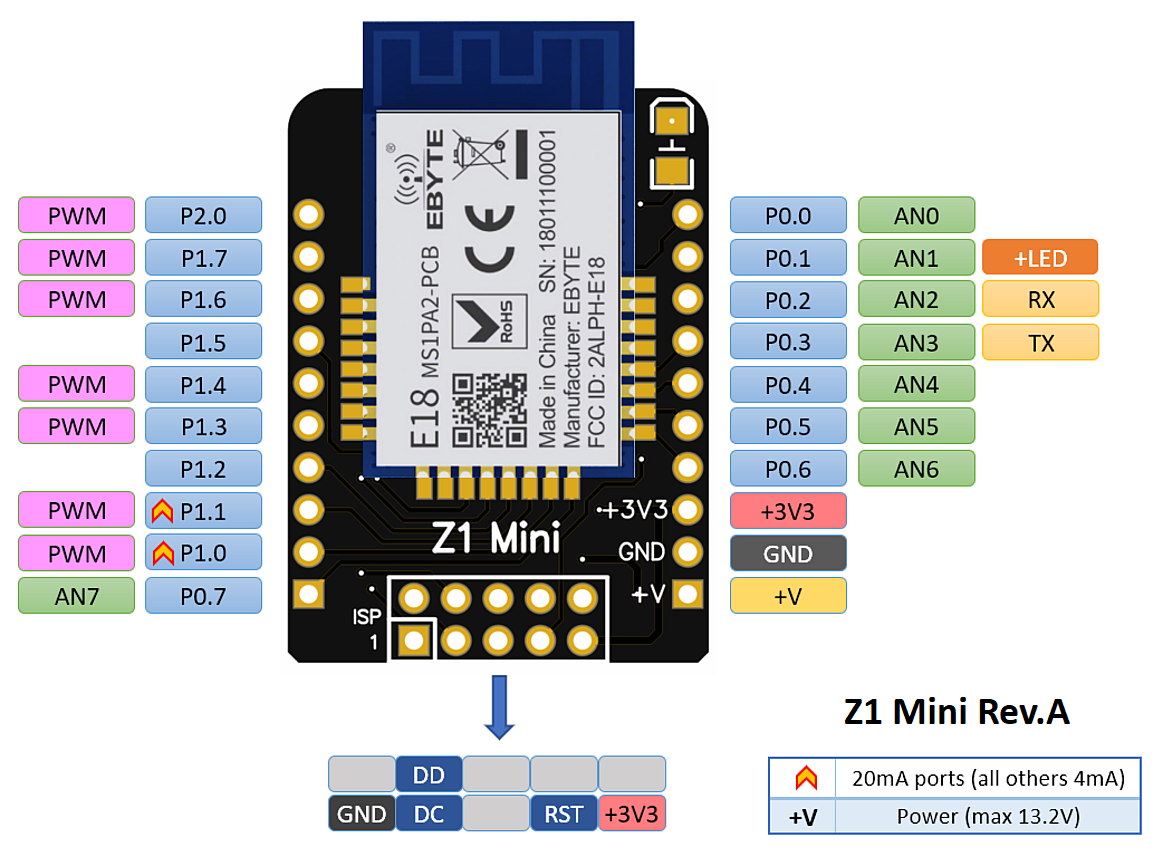 PWM P2.0 P0.0 AN0
PWM P1.7 P0.1 AN1 +LED
PWM P1.6 P0.2 AN2 RX
P1.5 P0.3 AN3 TX
PWM P1.4 P0.4 AN4
PWM P1.3 P0.5 AN5
P1.2 P0.6 AN6
PWM P1.1 +3V3
PWM P1.0 GND
AN7 P0.7 +V
® EBYTE
E18 MS1PA2-PCB
RoHS
Made in China SN: 18011100001
Manufacturer: EBYTE
FCC ID: 2ALPH-E18
Z1 Mini
+3V3
GND
+V
ISP
1
DD
GND DC RST +3V3
Z1 Mini Rev.A
20mA ports (all others 4mA)
+V Power (max 13.2V)